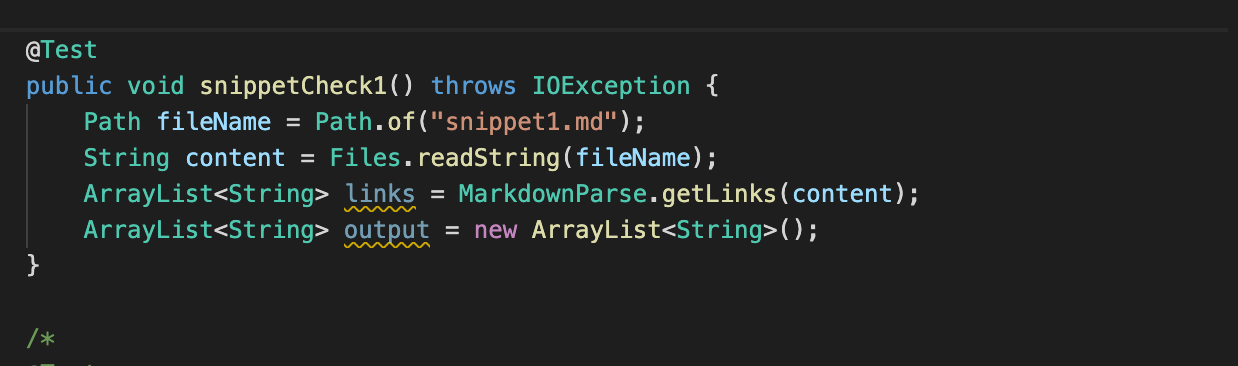 @Test
public void snippetCheck1() throws IOException {
    Path fileName = Path.of("snippet1.md");
    String content = Files.readString(fileName);
    ArrayList<String> links = MarkdownParse.getLinks(content);
    ArrayList<String> output = new ArrayList<String>();
}
/*